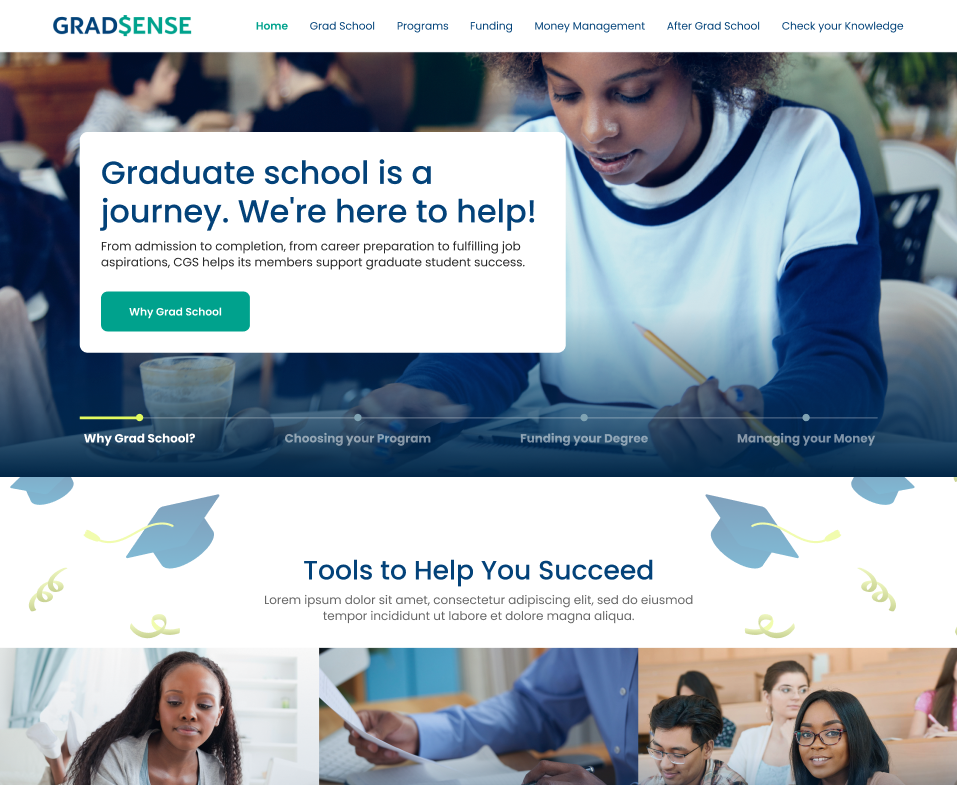 GRAD$ENSE
Home Grad School Programs Funding Money Management After Grad School Check your Knowledge
Graduate school is a
journey. We're here to help!
From admission to completion, from career preparation to fulfilling job
aspirations, CGS helps its members support graduate student success.
Why Grad School
Why Grad School? Choosing your Program Funding your Degree Managing your Money
Tools to Help You Succeed
Lorem ipsum dolor sit amet, consectetur adipiscing elit, sed do eiusmod
tempor incididunt ut labore et dolore magna aliqua.